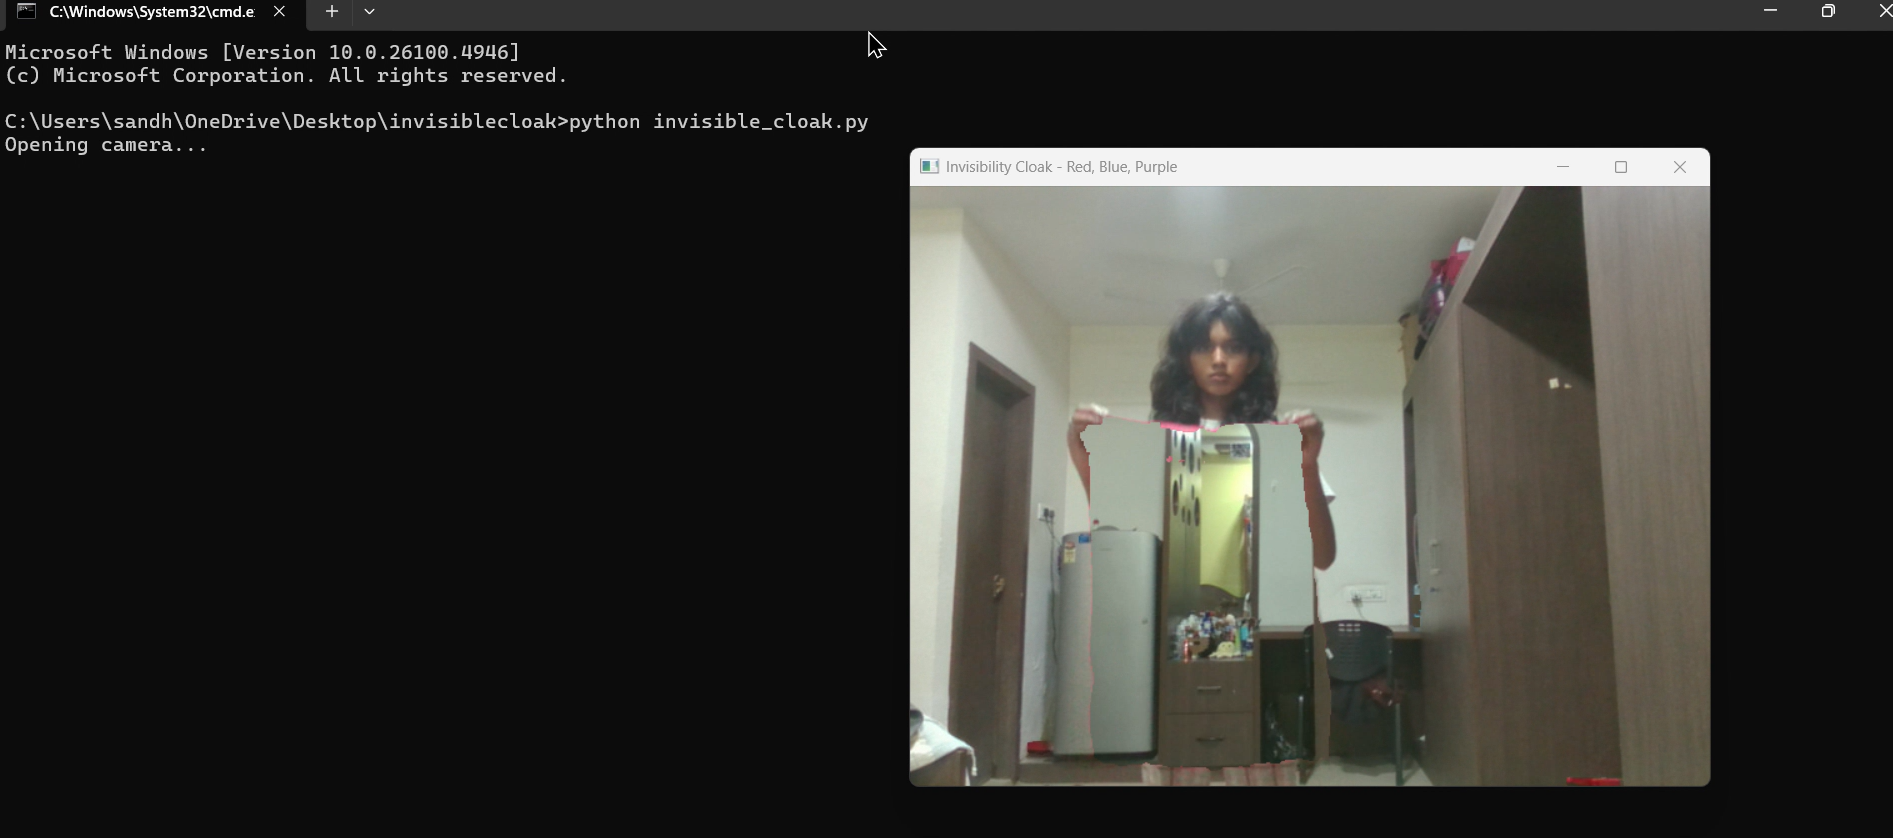 C:\Windows\System32\cmd.e
Microsoft Windows [Version 10.0.26100.4946]
(c) Microsoft Corporation. All rights reserved.
C:\Users\sandh\OneDrive\Desktop\invisiblecloak>python invisible_cloak.py
Opening camera...
Invisibility Cloak - Red, Blue, Purple